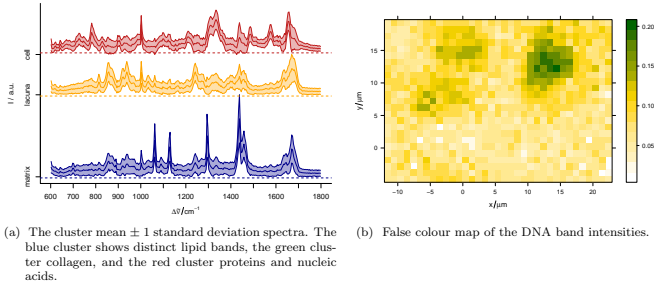 cell
lacuna
matrix
I / a.u.
600 700 800 900 1000 1200 1300 1400 1500 1600 1800
Δν̃/cm⁻¹
15
10
5
0
y/μm
-10 -5 0 5 10 15 20
x/μm
0.20
0.15
0.10
0.05
(a) The cluster mean ± 1 standard deviation spectra. The
blue cluster shows distinct lipid bands, the green clus-
ter collagen, and the red cluster proteins and nucleic
acids.
(b) False colour map of the DNA band intensities.